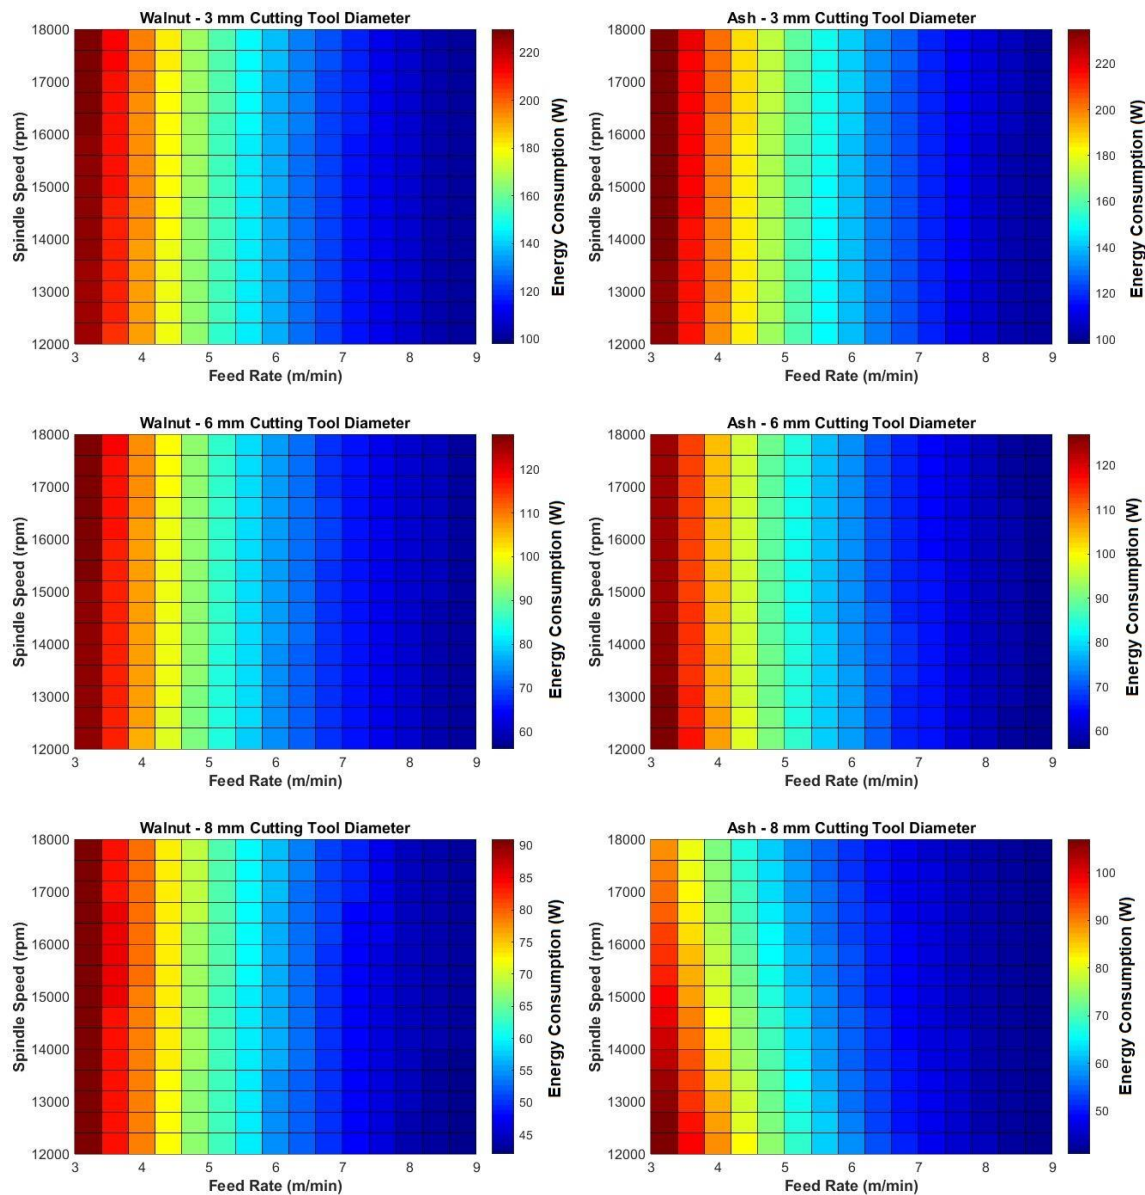 Walnut - 3 mm Cutting Tool Diameter
18000
17000
16000
15000
14000
13000
12000
Spindle Speed (rpm)
3 4 5 6 7 8 9
Feed Rate (m/min)
220
200
180
160
140
120
100
Energy Consumption (W)
Ash - 3 mm Cutting Tool Diameter
18000
17000
16000
15000
14000
13000
12000
Spindle Speed (rpm)
3 4 5 6 7 8 9
Feed Rate (m/min)
220
200
180
160
140
120
100
Energy Consumption (W)
Walnut - 6 mm Cutting Tool Diameter
18000
17000
16000
15000
14000
13000
12000
Spindle Speed (rpm)
3 4 5 6 7 8 9
Feed Rate (m/min)
120
110
100
90
80
70
60
Energy Consumption (W)
Ash - 6 mm Cutting Tool Diameter
18000
17000
16000
15000
14000
13000
12000
Spindle Speed (rpm)
3 4 5 6 7 8 9
Feed Rate (m/min)
120
110
100
90
80
70
60
Energy Consumption (W)
Walnut - 8 mm Cutting Tool Diameter
18000
17000
16000
15000
14000
13000
12000
Spindle Speed (rpm)
3 4 5 6 7 8 9
Feed Rate (m/min)
90
85
80
75
70
65
60
55
50
45
Energy Consumption (W)
Ash - 8 mm Cutting Tool Diameter
18000
17000
16000
15000
14000
13000
12000
Spindle Speed (rpm)
3 4 5 6 7 8 9
Feed Rate (m/min)
100
90
80
70
60
50
Energy Consumption (W)